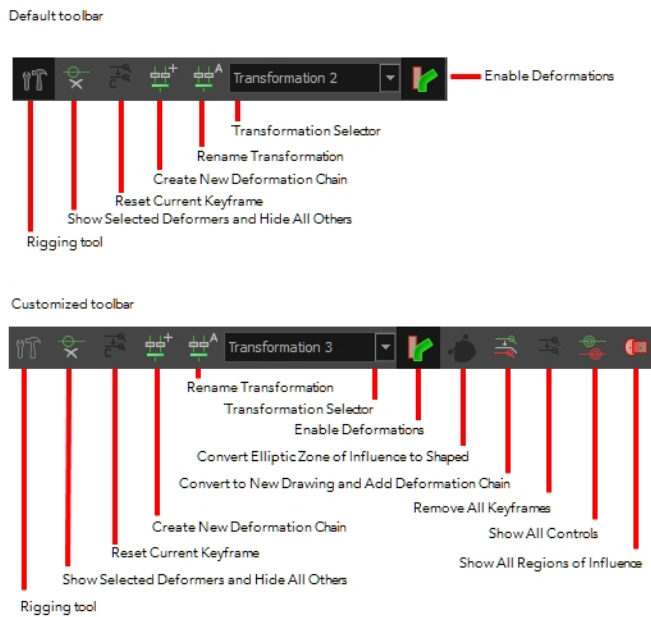 Default toolbar
Transformation 2
Enable Deformations
Transformation Selector
Rename Transformation
Create New Deformation Chain
Reset Current Keyframe
Show Selected Deformers and Hide All Others
Rigging tool
Customized toolbar
Transformation 3
Rename Transformation
Transformation Selector
Enable Deformations
Convert Elliptic Zone of Influence to Shaped
Convert to New Drawing and Add Deformation Chain
Remove All Keyframes
Create New Deformation Chain
Show All Controls
Reset Current Keyframe
Show All Regions of Influence
Show Selected Deformers and Hide All Others
Rigging tool